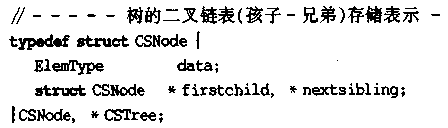 // - - - - - 树的二叉链表(孩子-兄弟)存储表示 -
typedef struct CSNode {
ElemType data;
struct CSNode *firstchild, *nextsibling;
}CSNode, *CSTree;